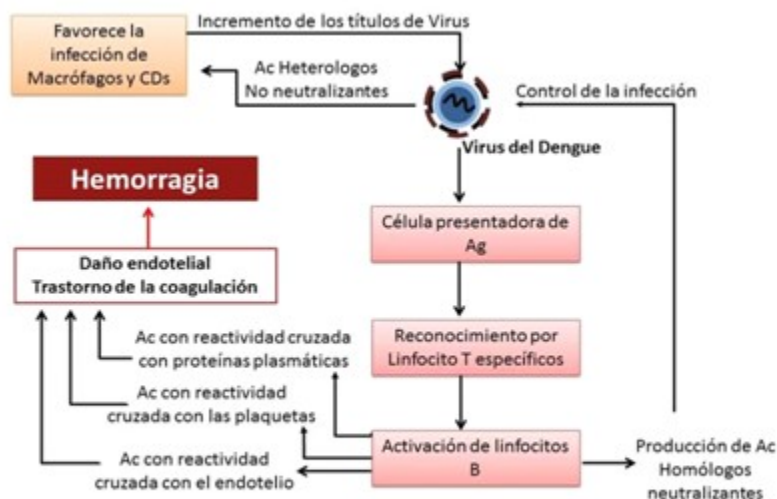 Favorece la
infección de
Macrófagos y CDs
Incremento de los títulos de Virus
Ac Heterologos
No neutralizantes
Control de la infección
Virus del Dengue
Hemorragia
Célula presentadora de
Ag
Daño endotelial
Trastorno de la coagulación
Reconocimiento por
Linfocito T específicos
Ac con reactividad cruzada
con proteínas plasmáticas
Ac con reactividad
cruzada con las plaquetas
Ac con reactividad
cruzada con el endotelio
Activación de linfocitos
B
Producción de Ac
Homólogos
neutralizantes